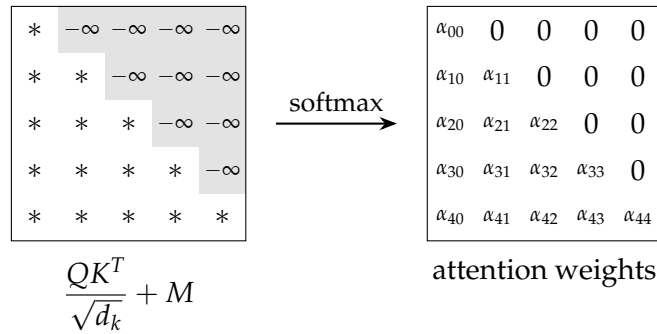 * −∞ −∞ −∞ −∞
* * −∞ −∞ −∞
* * * −∞ −∞
* * * * −∞
* * * * *
QK^T
√d_k
+ M
softmax
α₀₀ 0 0 0 0
α₁₀ α₁₁ 0 0 0
α₂₀ α₂₁ α₂₂ 0 0
α₃₀ α₃₁ α₃₂ α₃₃ 0
α₄₀ α₄₁ α₄₂ α₄₃ α₄₄
attention weights